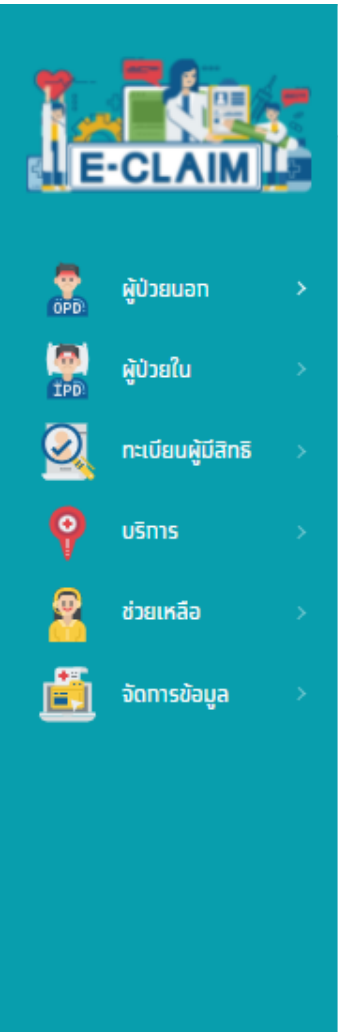 E-CLAIM
OPD
ผู้ป่วยนอก
IPD
ผู้ป่วยใน
ทะเบียนผู้มีสิทธิ
บริการ
ช่วยเหลือ
จัดการข้อมูล